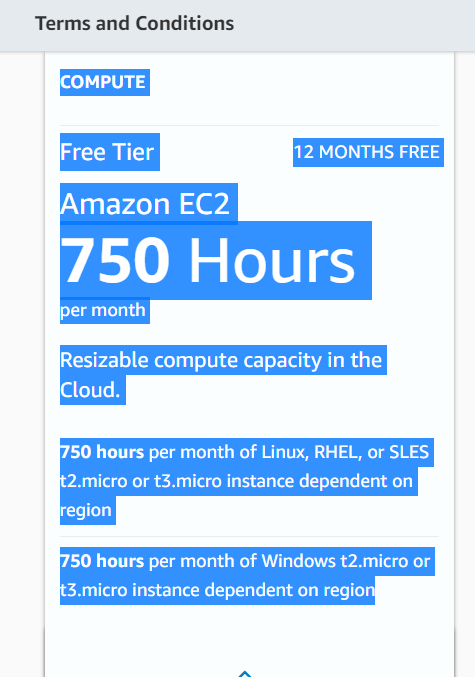 Terms and Conditions
COMPUTE
Free Tier
12 MONTHS FREE
Amazon EC2
750 Hours
per month
Resizable compute capacity in the
Cloud.
750 hours per month of Linux, RHEL, or SLES
t2.micro or t3.micro instance dependent on
region
750 hours per month of Windows t2.micro or
t3.micro instance dependent on region